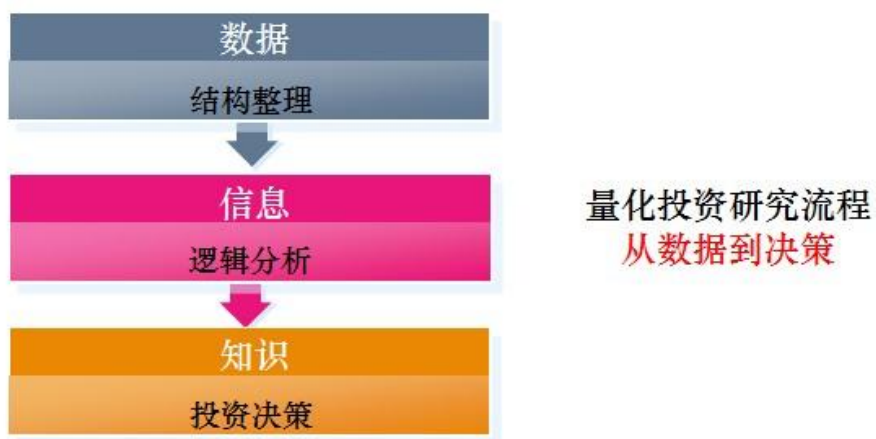 数据
结构整理
信息
逻辑分析
知识
投资决策
量化投资研究流程
从数据到决策